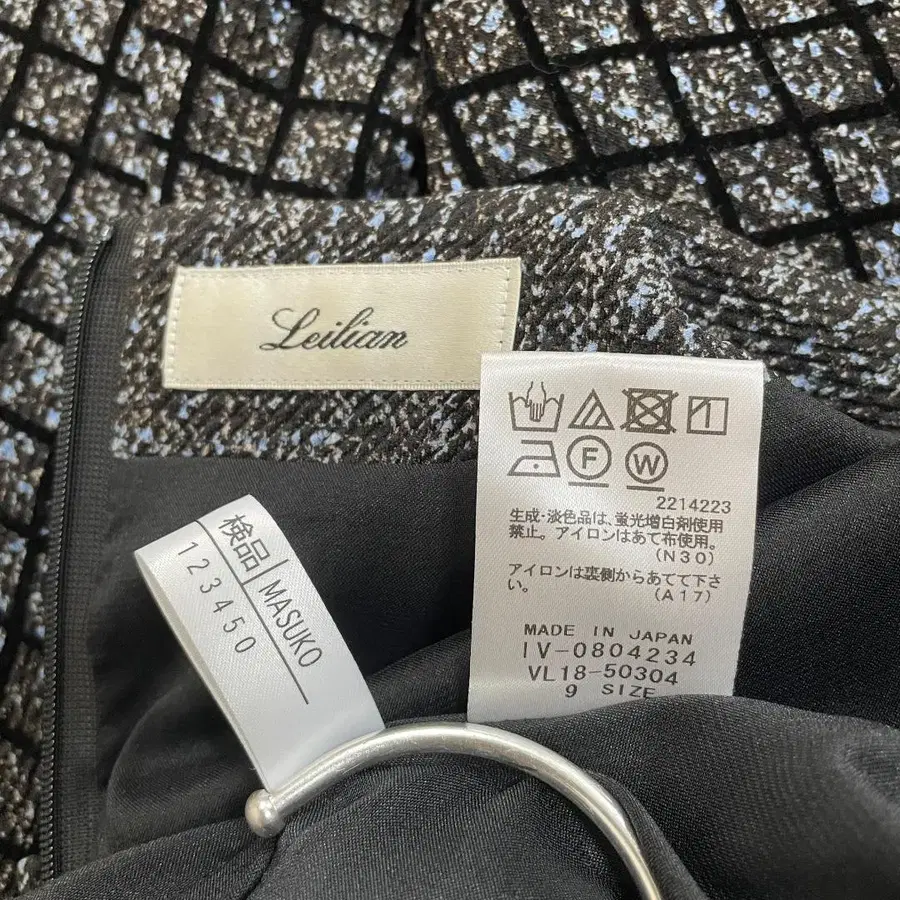 Leilian
2214223
生成・淡色品は、蛍光増白剤使用
禁止。アイロンはあて布使用。
(N30)
アイロンは裏側からあてて下さ
い。
(A17)
MADE IN JAPAN
IV-0804234
VL18-50304
9 SIZE
検品 MASUKO
123450
F
W
1